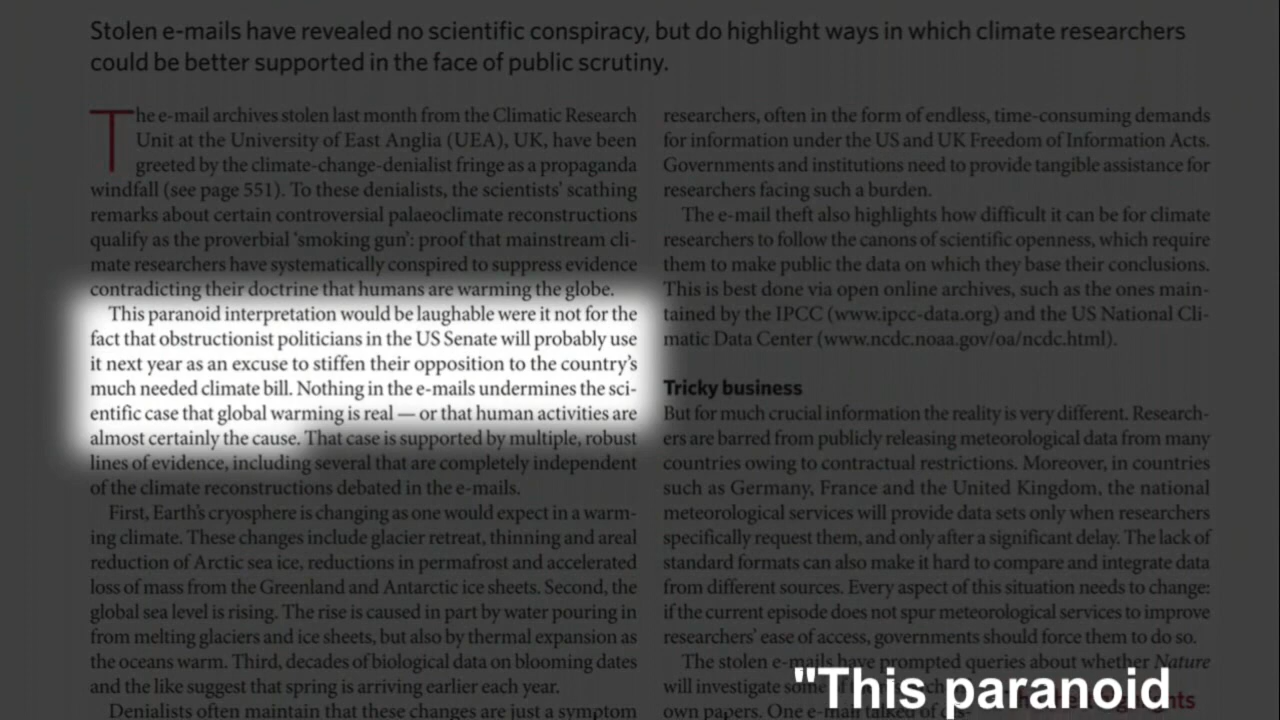 Stolen e-mails have revealed no scientific conspiracy, but do highlight ways in which climate researchers
could be better supported in the face of public scrutiny.
The e-mail archives stolen last month from the Climatic Research
Unit at the University of East Anglia (UEA), UK, have been
greeted by the climate-change-denialist fringe as a propaganda
windfall (see page 551). To these denialists, the scientists' scathing
remarks about certain controversial palaeoclimate reconstructions
qualify as the proverbial 'smoking gun': proof that mainstream cli-
mate researchers have systematically conspired to suppress evidence
contradicting their doctrine that humans are warming the globe.
This paranoid interpretation would be laughable were it not for the
fact that obstructionist politicians in the US Senate will probably use
it next year as an excuse to stiffen their opposition to the country's
much needed climate bill. Nothing in the e-mails undermines the sci-
entific case that global warming is real — or that human activities are
almost certainly the cause. That case is supported by multiple, robust
lines of evidence, including several that are completely independent
of the climate reconstructions debated in the e-mails.
First, Earth's cryosphere is changing as one would expect in a warm-
ing climate. These changes include glacier retreat, thinning and areal
reduction of Arctic sea ice, reductions in permafrost and accelerated
loss of mass from the Greenland and Antarctic ice sheets. Second, the
global sea level is rising. The rise is caused in part by water pouring in
from melting glaciers and ice sheets, but also by thermal expansion as
the oceans warm. Third, decades of biological data on blooming dates
and the like suggest that spring is arriving earlier each year.
Denialists often maintain that these changes are just a symptom
researchers, often in the form of endless, time-consuming demands
for information under the US and UK Freedom of Information Acts.
Governments and institutions need to provide tangible assistance for
researchers facing such a burden.
The e-mail theft also highlights how difficult it can be for climate
researchers to follow the canons of scientific openness, which require
them to make public the data on which they base their conclusions.
This is best done via open online archives, such as the ones main-
tained by the IPCC (www.ipcc-data.org) and the US National Cli-
matic Data Center (www.ncdc.noaa.gov/oa/ncdc.html).
Tricky business
But for much crucial information the reality is very different. Research-
ers are barred from publicly releasing meteorological data from many
countries owing to contractual restrictions. Moreover, in countries
such as Germany, France and the United Kingdom, the national
meteorological services will provide data sets only when researchers
specifically request them, and only after a significant delay. The lack of
standard formats can also make it hard to compare and integrate data
from different sources. Every aspect of this situation needs to change:
if the current episode does not spur meteorological services to improve
researchers' ease of access, governments should force them to do so.
The stolen e-mails have prompted queries about whether Nature
will investigate some of
own papers. One e-mail talked of
"This paranoid